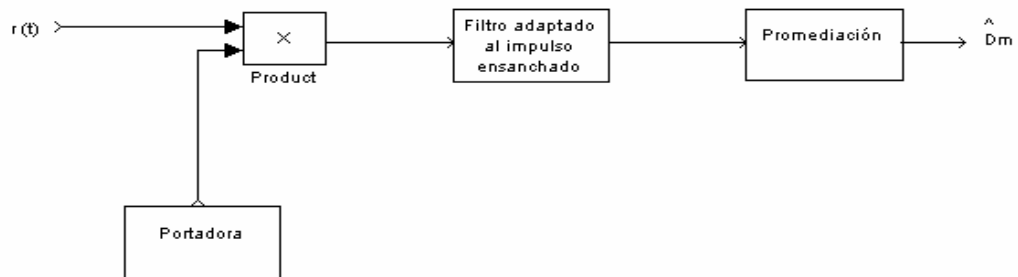 r(t)
×
Product
Filtro adaptado
al impulso
ensanchado
Promediación
^
Dm
Portadora